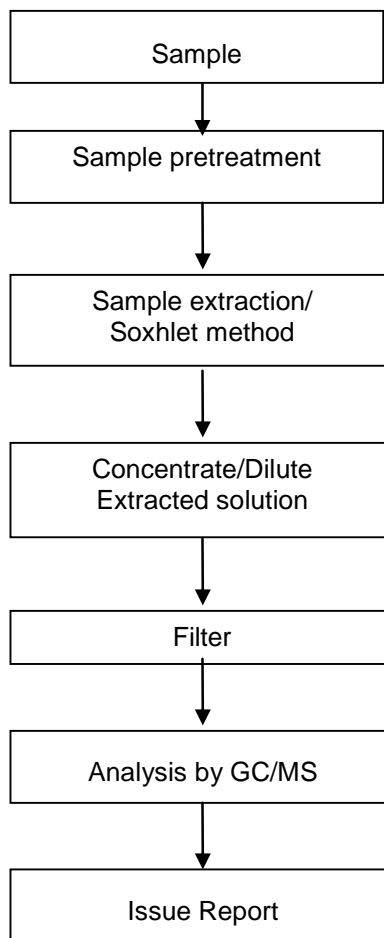 Sample
Sample pretreatment
Sample extraction/
Soxhlet method
Concentrate/Dilute
Extracted solution
Filter
Analysis by GC/MS
Issue Report